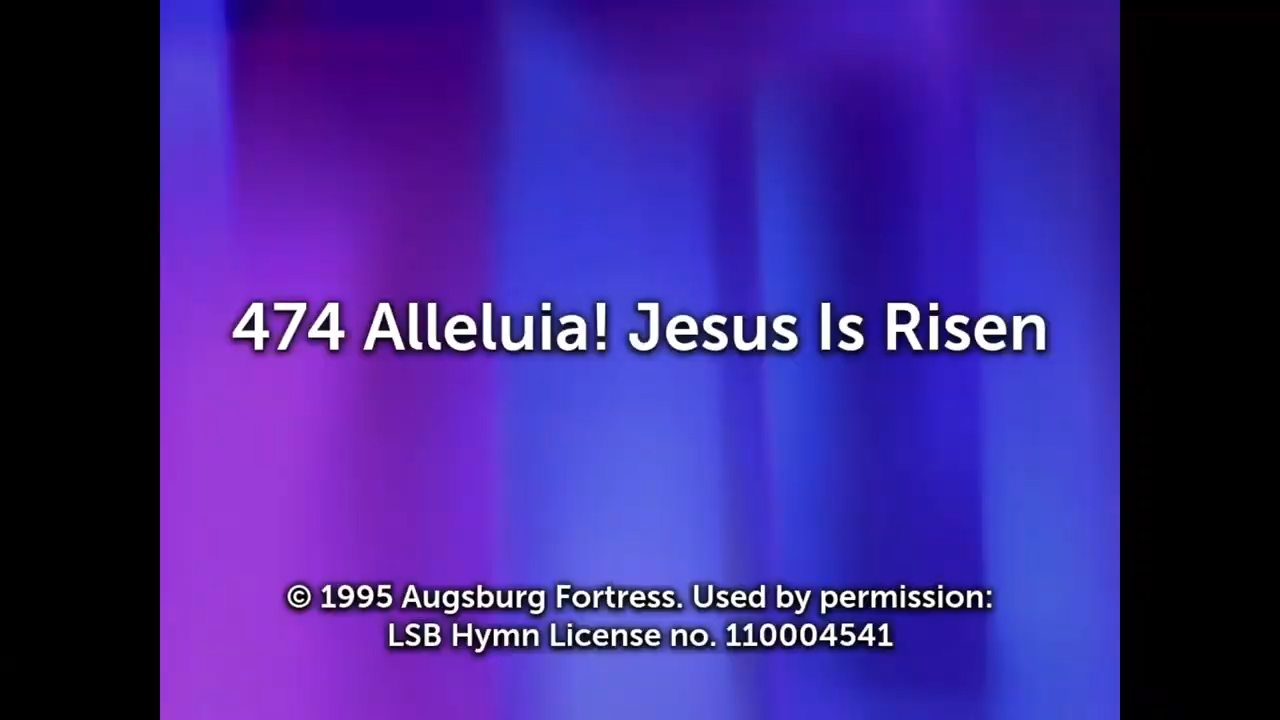 474 Alleluia! Jesus Is Risen
© 1995 Augsburg Fortress. Used by permission:
LSB Hymn License no. 110004541